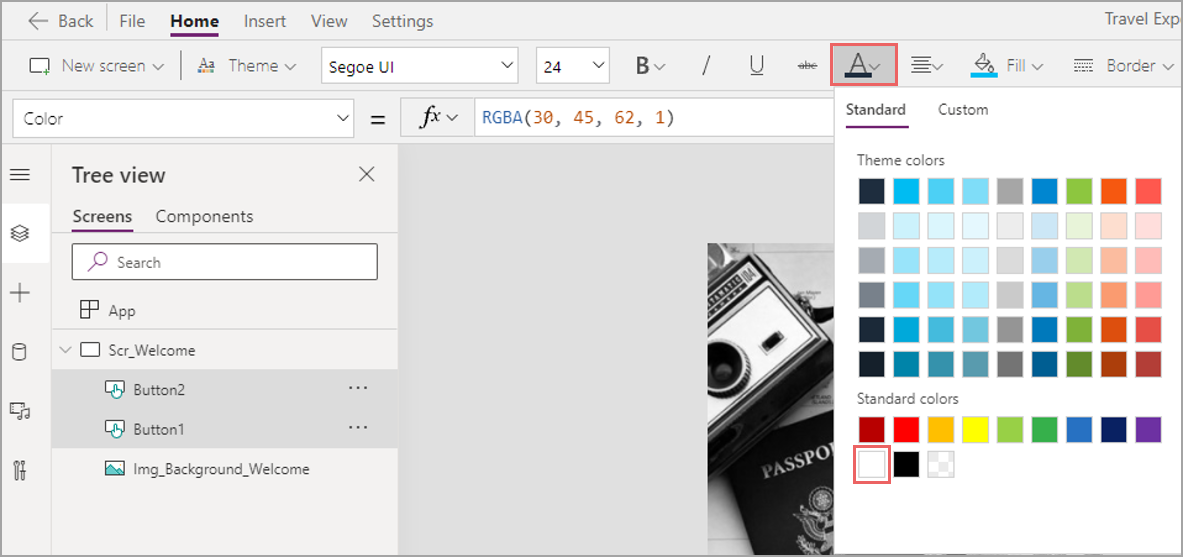 Back File Home Insert View Settings Travel Exp
New screen Theme Segoe UI 24 B / U abc A Fill Border
Color = fx RGBA(30, 45, 62, 1)
Standard Custom
Tree view
Screens Components
Search
App
Scr_Welcome
Button2
Button1
Img_Background_Welcome
Theme colors
Standard colors
104
PASSPO